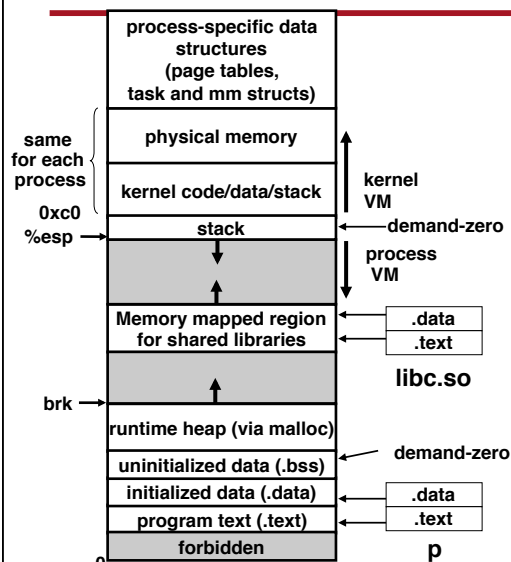 process-specific data
structures
(page tables,
task and mm structs)
same
for each
process
physical memory
kernel code/data/stack
kernel
VM
0xc0
%esp
stack
demand-zero
process
VM
Memory mapped region
for shared libraries
.data
.text
libc.so
brk
runtime heap (via malloc)
uninitialized data (.bss)
demand-zero
initialized data (.data)
.data
program text (.text)
.text
forbidden
p
0